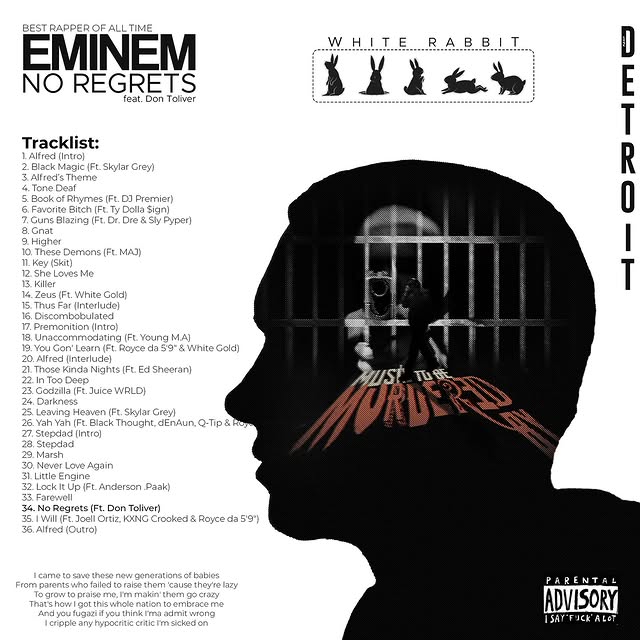 BEST RAPPER OF ALL TIME
EMINEM
NO REGRETS
feat. Don Toliver
WHITE RABBIT
DETROIT
Tracklist:
1. Alfred (Intro)
2. Black Magic (Ft. Skylar Grey)
3. Alfred's Theme
4. Tone Deaf
5. Book of Rhymes (Ft. DJ Premier)
6. Favorite Bitch (Ft. Ty Dolla $ign)
7. Guns Blazing (Ft. Dr. Dre & Sly Pyper)
8. Gnat
9. Higher
10. These Demons (Ft. MAJ)
11. Key (Skit)
12. She Loves Me
13. Killer
14. Zeus (Ft. White Gold)
15. Thus Far (Interlude)
16. Discombobulated
17. Premonition (Intro)
18. Unaccommodating (Ft. Young M.A)
19. You Gon' Learn (Ft. Royce da 5'9" & White Gold)
20. Alfred (Interlude)
21. Those Kinda Nights (Ft. Ed Sheeran)
22. In Too Deep
23. Godzilla (Ft. Juice WRLD)
24. Darkness
25. Leaving Heaven (Ft. Skylar Grey)
26. Yah Yah (Ft. Black Thought, dEnAun, Q-Tip &
27. Stepdad (Intro)
28. Stepdad
29. Marsh
30. Never Love Again
31. Little Engine
32. Lock It Up (Ft. Anderson .Paak)
33. Farewell
34. No Regrets (Ft. Don Toliver)
35. I Will (Ft. Joell Ortiz, KXNG Crooked & Royce da 5'9")
36. Alfred (Outro)
MUST TO BE
MURDERED
BY
I came to save these new generations of babies
From parents who failed to raise them 'cause they're lazy
To grow to praise me, I'm makin' them go crazy
That's how I got this whole nation to embrace me
And you fugazi if you think I'ma admit wrong
I cripple any hypocritic critic I'm sicked on
PARENTAL
ADVISORY
I SAY "FUCK" A LOT